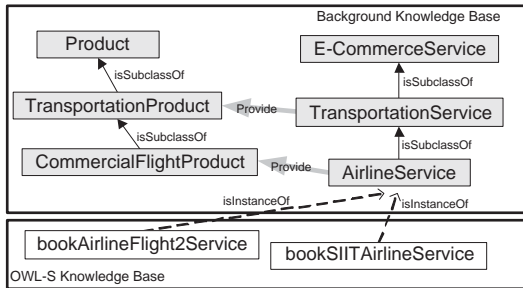 Background Knowledge Base
Product
E-CommerceService
isSubclassOf
isSubclassOf
TransportationProduct
Provide
TransportationService
isSubclassOf
isSubclassOf
CommercialFlightProduct
Provide
AirlineService
isInstanceOf
isInstanceOf
bookAirlineFlight2Service
bookSIITAirlineService
OWL-S Knowledge Base